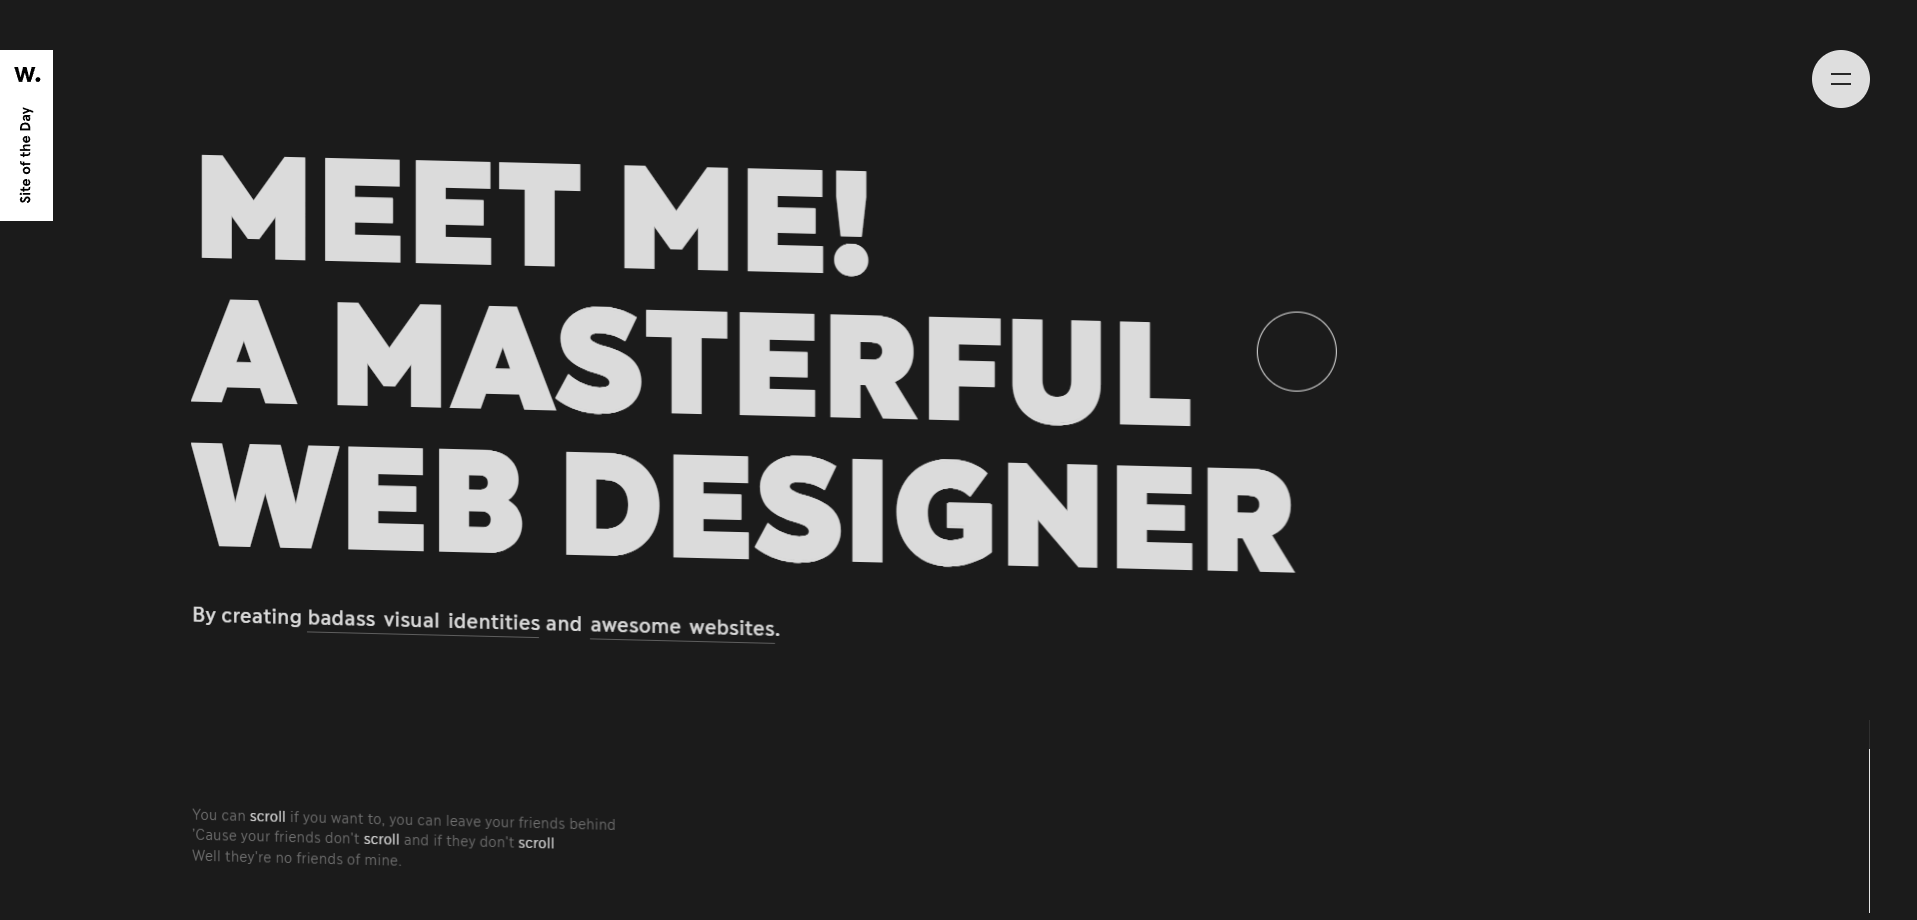 W.
Site of the Day
MEET ME!
A MASTERFUL
WEB DESIGNER
By creating badass visual identities and awesome websites.
You can scroll if you want to, you can leave your friends behind
'Cause your friends don't scroll and if they don't scroll
Well they're no friends of mine.